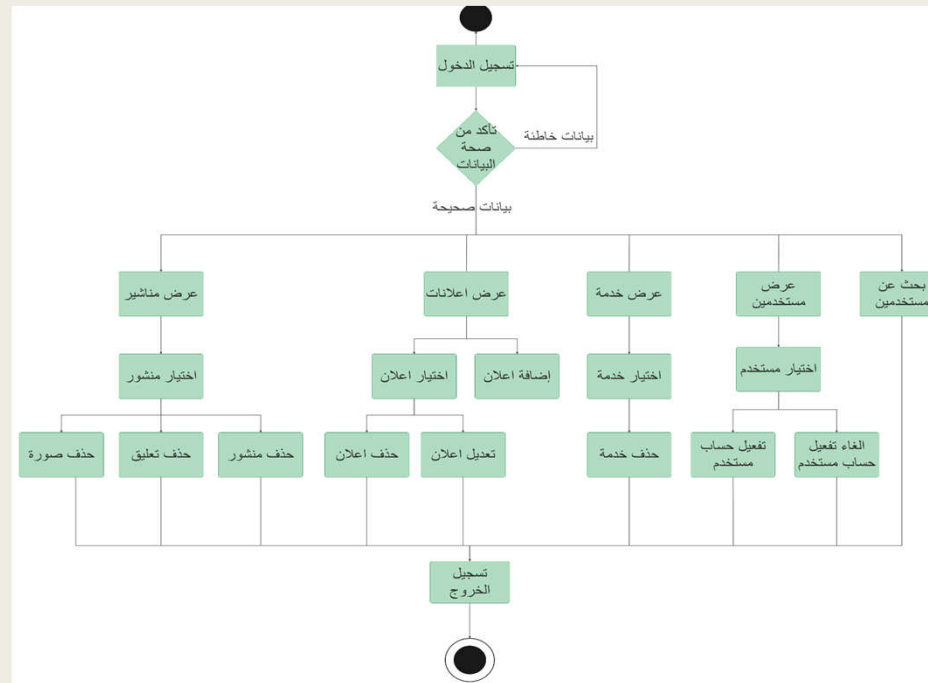 تسجيل الدخول
تأكد من
صحة
البيانات
بيانات خاطئة
بيانات صحيحة
بحث عن
مستخدمين
عرض
مستخدمين
عرض خدمة
عرض اعلانات
عرض مناشير
اختيار مستخدم
اختيار خدمة
إضافة اعلان
اختيار اعلان
اختيار منشور
الغاء تفعيل
حساب مستخدم
تفعيل حساب
مستخدم
حذف خدمة
تعديل اعلان
حذف اعلان
حذف منشور
حذف تعليق
حذف صورة
تسجيل
الخروج